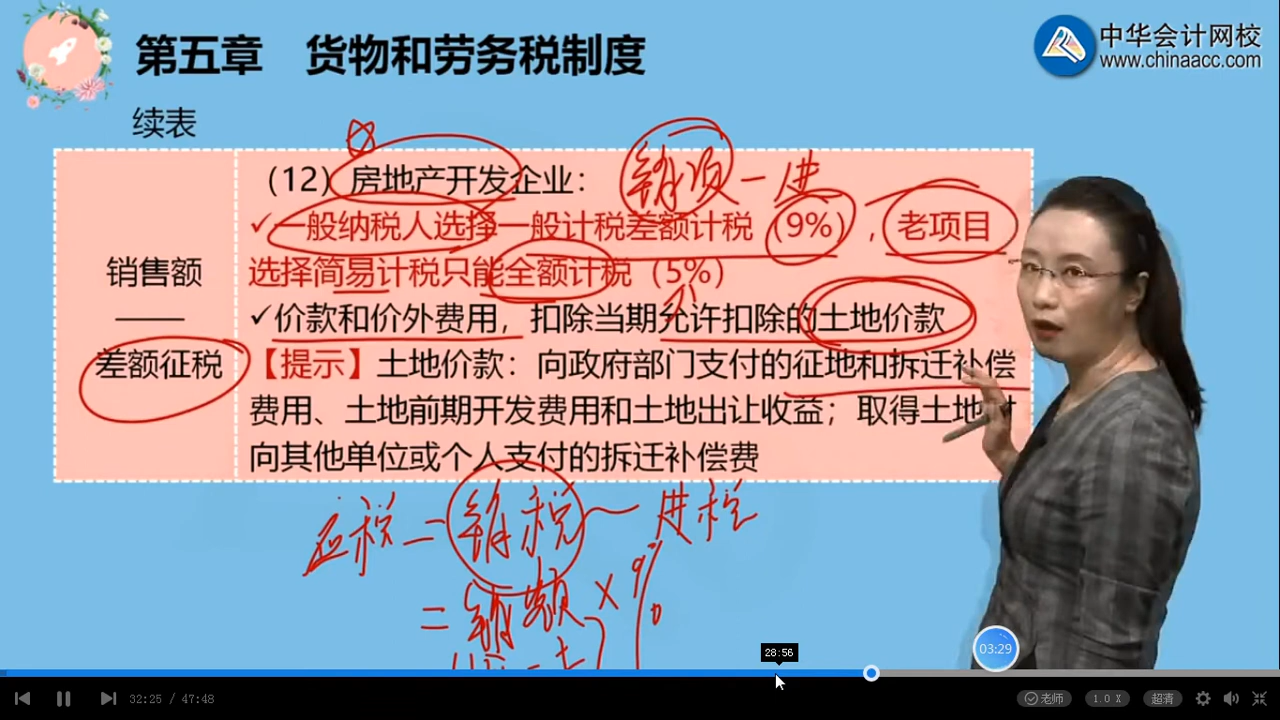 第五章 货物和劳务税制度
中华会计网校
www.chinaacc.com
续表
销售额
——
差额征税
（12）房地产开发企业：
销项－进
✓一般纳税人选择一般计税差额计税（9%），老项目
选择简易计税只能全额计税（5%）
✓价款和价外费用，扣除当期允许扣除的土地价款
【提示】土地价款：向政府部门支付的征地和拆迁补偿
费用、土地前期开发费用和土地出让收益；取得土地时
向其他单位或个人支付的拆迁补偿费
应税＝销税－进税
＝销额×9%
28:56
03:29
32:25 / 47:48
老师
1.0 X
超清